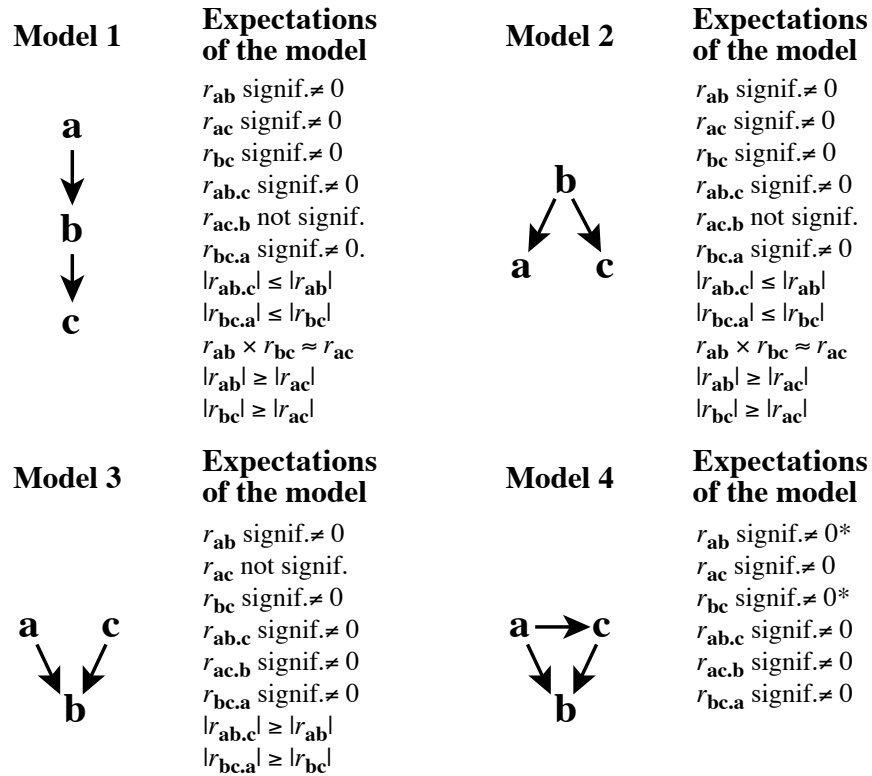 Model 1
Expectations
of the model
a
b
c
r_ab signif.≠ 0
r_ac signif.≠ 0
r_bc signif.≠ 0
r_ab.c signif.≠ 0
r_ac.b not signif.
r_bc.a signif.≠ 0.
|r_ab.c| ≤ |r_ab|
|r_bc.a| ≤ |r_bc|
r_ab × r_bc ≈ r_ac
|r_ab| ≥ |r_ac|
|r_bc| ≥ |r_ac|
Model 2
Expectations
of the model
b
a c
r_ab signif.≠ 0
r_ac signif.≠ 0
r_bc signif.≠ 0
r_ab.c signif.≠ 0
r_ac.b not signif.
r_bc.a signif.≠ 0
|r_ab.c| ≤ |r_ab|
|r_bc.a| ≤ |r_bc|
r_ab × r_bc ≈ r_ac
|r_ab| ≥ |r_ac|
|r_bc| ≥ |r_ac|
Model 3
Expectations
of the model
a c
b
r_ab signif.≠ 0
r_ac not signif.
r_bc signif.≠ 0
r_ab.c signif.≠ 0
r_ac.b signif.≠ 0
r_bc.a signif.≠ 0
|r_ab.c| ≥ |r_ab|
|r_bc.a| ≥ |r_bc|
Model 4
Expectations
of the model
a c
b
r_ab signif.≠ 0*
r_ac signif.≠ 0
r_bc signif.≠ 0*
r_ab.c signif.≠ 0
r_ac.b signif.≠ 0
r_bc.a signif.≠ 0